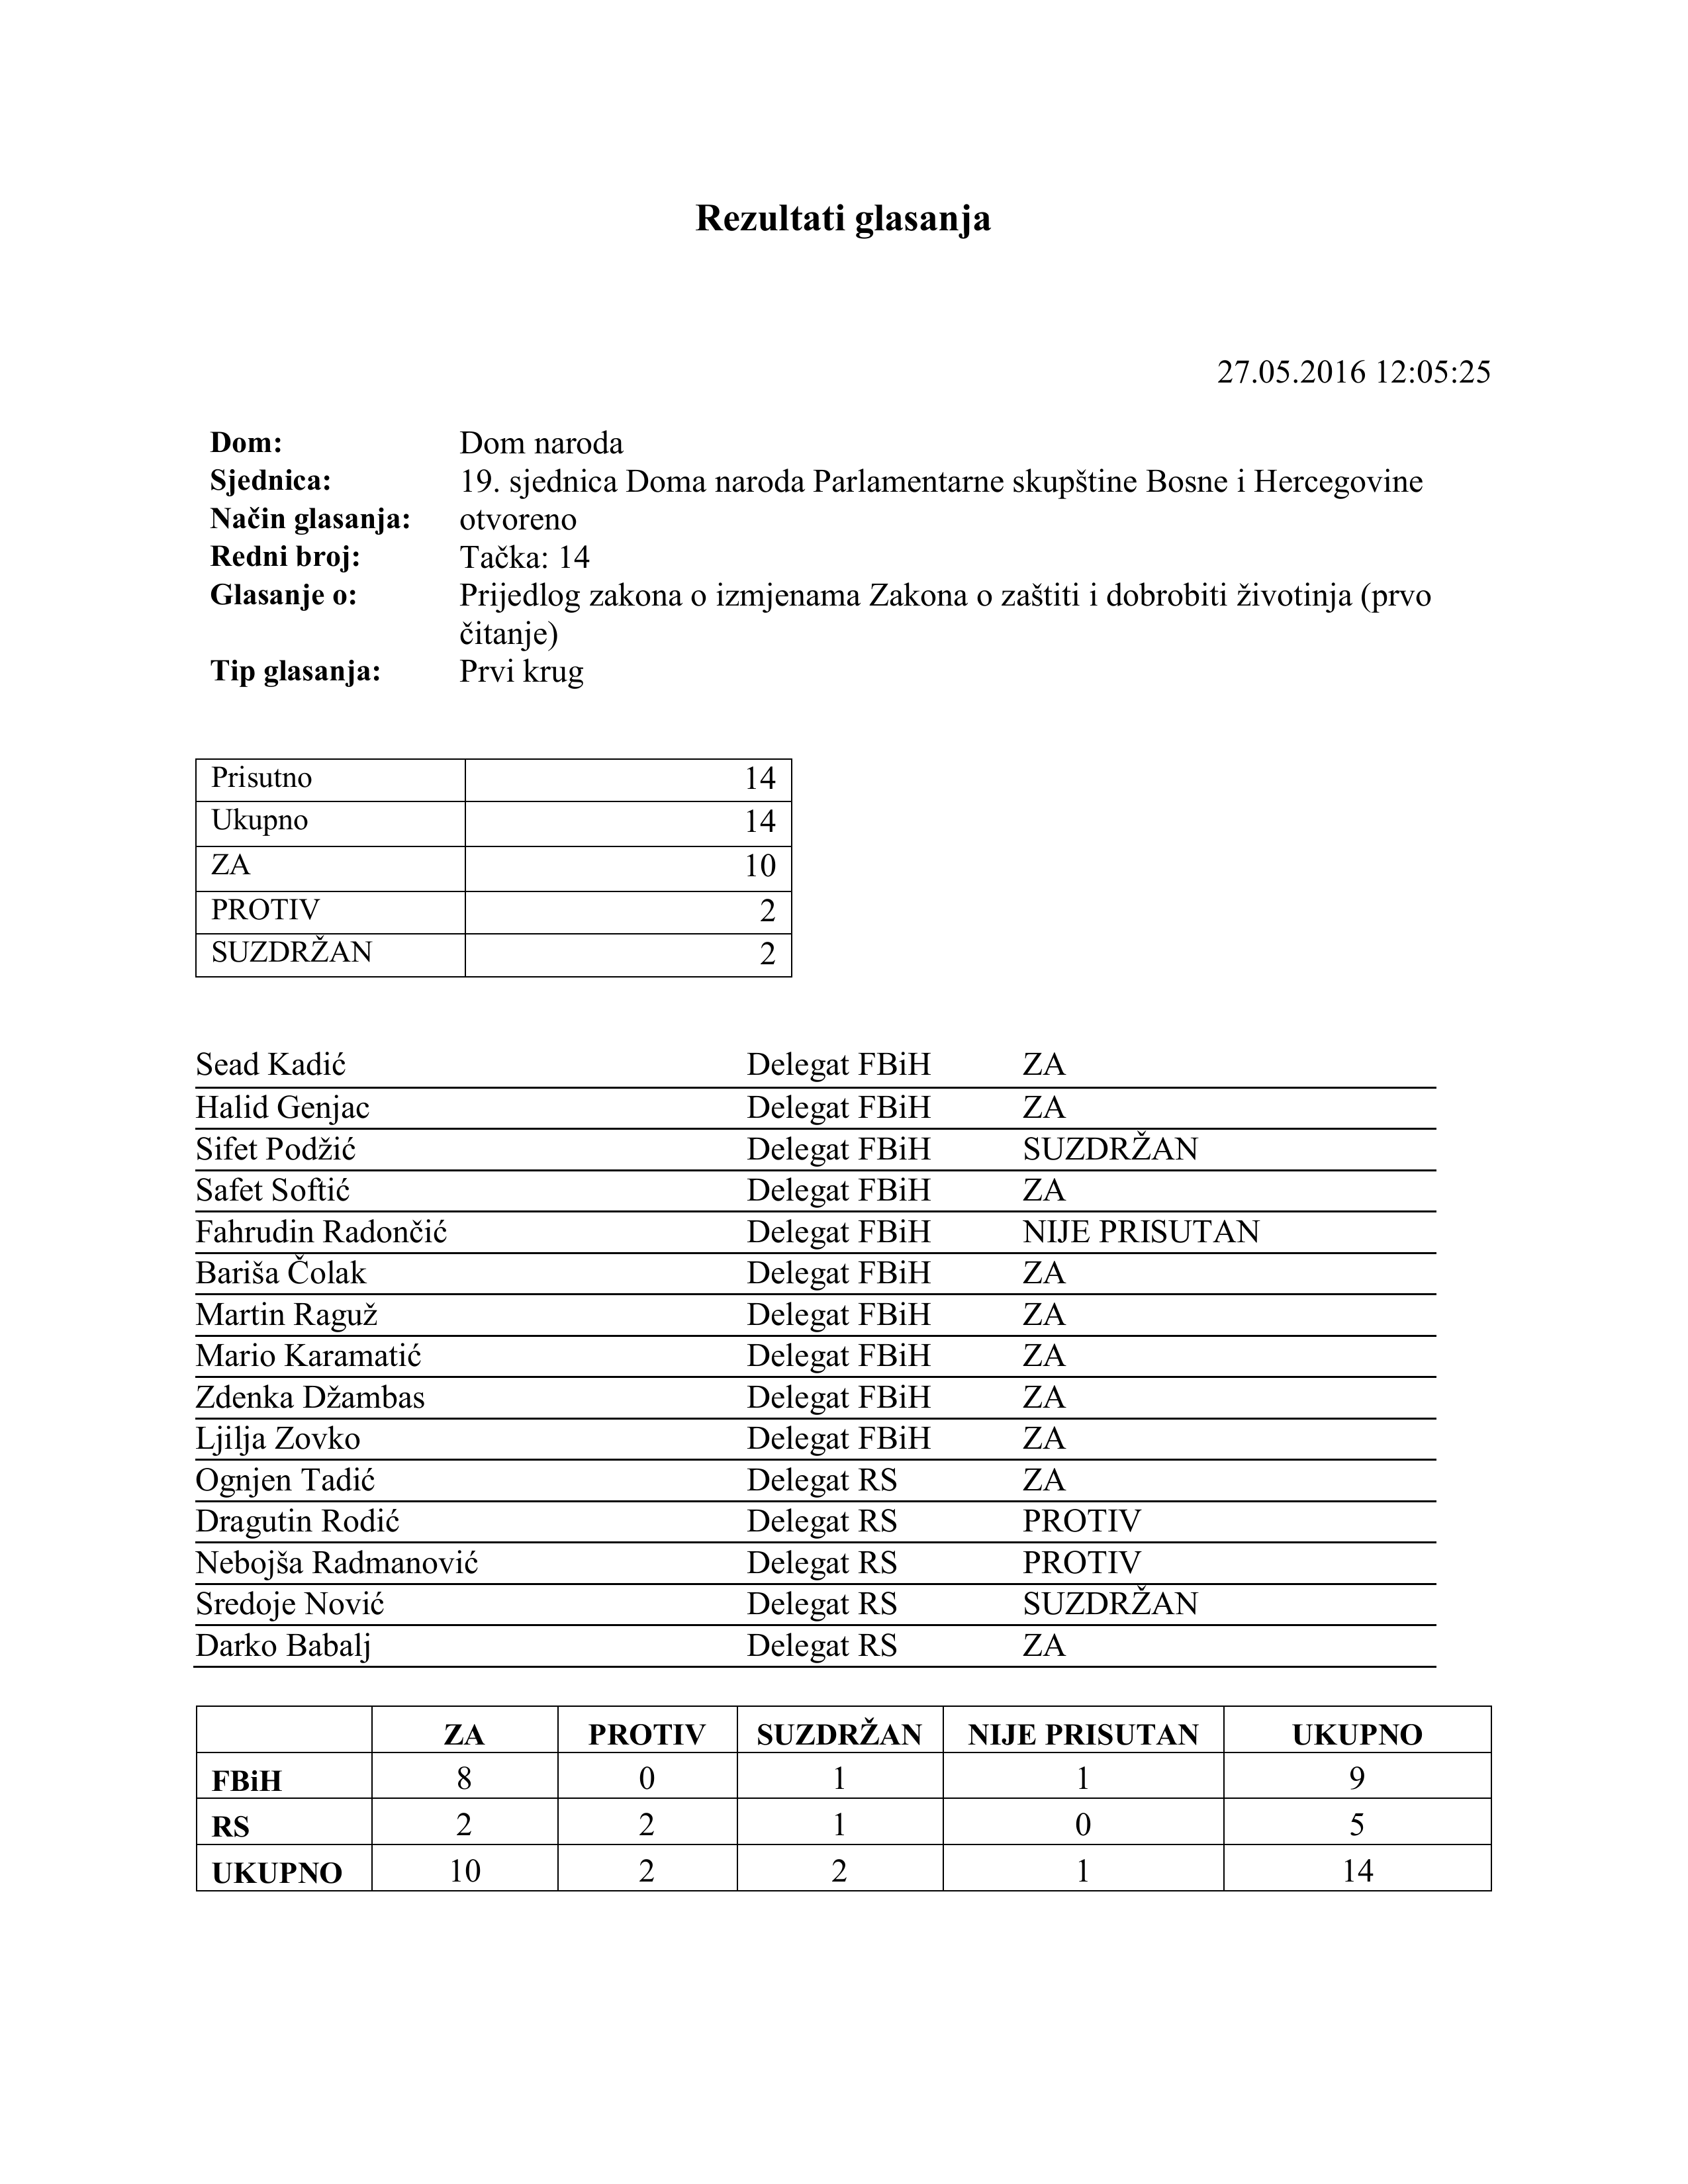 Rezultati glasanja
27.05.2016 12:05:25
Dom: Dom naroda
Sjednica: 19. sjednica Doma naroda Parlamentarne skupštine Bosne i Hercegovine
Način glasanja: otvoreno
Redni broj: Tačka: 14
Glasanje o: Prijedlog zakona o izmjenama Zakona o zaštiti i dobrobiti životinja (prvo
čitanje)
Tip glasanja: Prvi krug
Prisutno 14
Ukupno 14
ZA 10
PROTIV 2
SUZDRŽAN 2
Sead Kadić Delegat FBiH ZA
Halid Genjac Delegat FBiH ZA
Sifet Podžić Delegat FBiH SUZDRŽAN
Safet Softić Delegat FBiH ZA
Fahrudin Radončić Delegat FBiH NIJE PRISUTAN
Bariša Čolak Delegat FBiH ZA
Martin Raguž Delegat FBiH ZA
Mario Karamatić Delegat FBiH ZA
Zdenka Džambas Delegat FBiH ZA
Ljilja Zovko Delegat FBiH ZA
Ognjen Tadić Delegat RS ZA
Dragutin Rodić Delegat RS PROTIV
Nebojša Radmanović Delegat RS PROTIV
Sredoje Nović Delegat RS SUZDRŽAN
Darko Babalj Delegat RS ZA
ZA PROTIV SUZDRŽAN NIJE PRISUTAN UKUPNO
FBiH 8 0 1 1 9
RS 2 2 1 0 5
UKUPNO 10 2 2 1 14